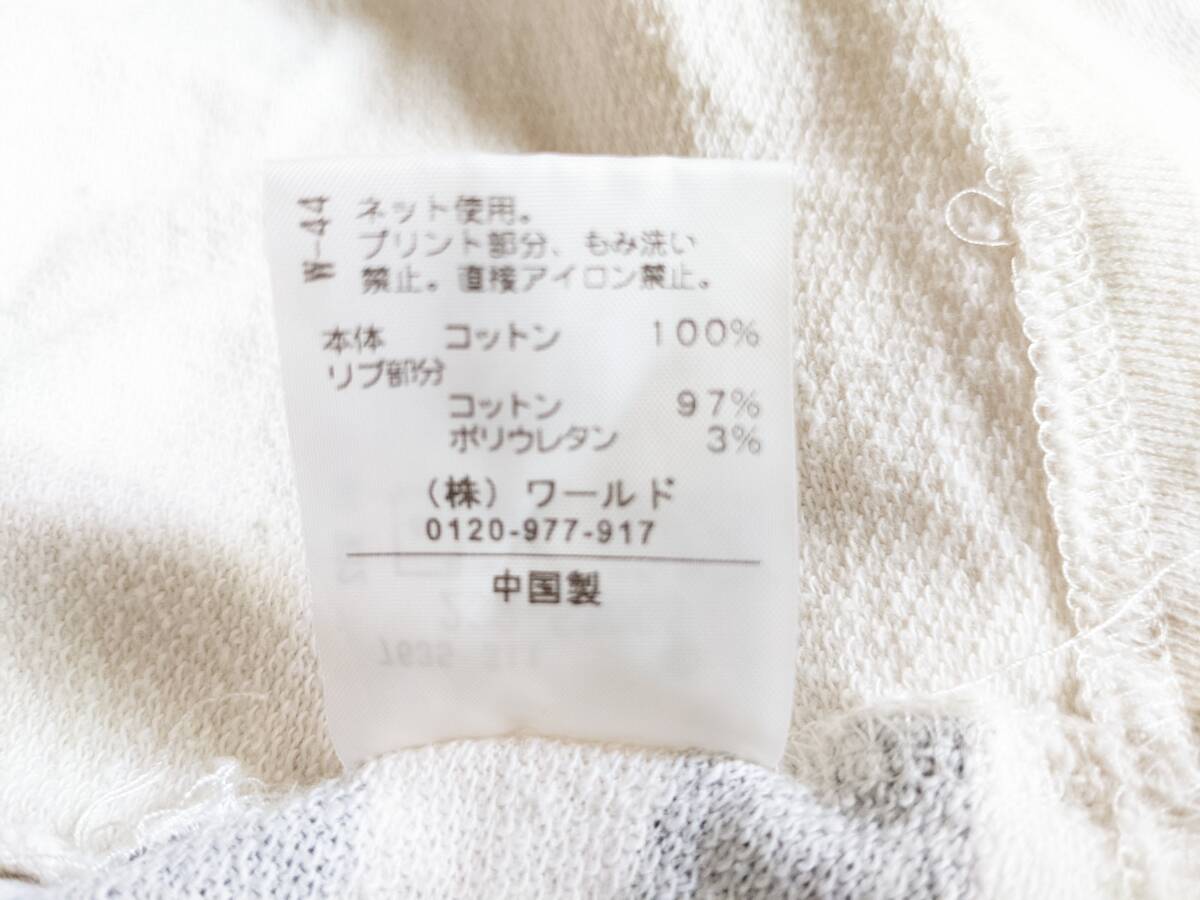 W-44
ネット使用。
プリント部分、もみ洗い
禁止。直接アイロン禁止。
本体 コットン 100%
リブ部分
コットン 97%
ポリウレタン 3%
(株) ワールド
0120-977-917
中国製